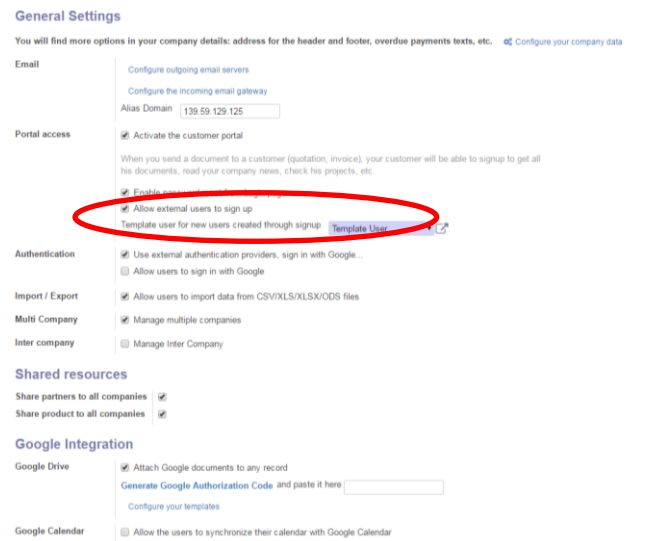 General Settings
You will find more options in your company details: address for the header and footer, overdue payments texts, etc. Configure your company data
Email
Configure outgoing email servers
Configure the incoming email gateway
Alias Domain 139.59.129.125
Portal access Activate the customer portal
When you send a document to a customer (quotation, invoice), your customer will be able to signup to get all
his documents, read your company news, check his projects, etc.
Enable
Allow external users to sign up
Template user for new users created through signup Template User
Authentication Use external authentication providers, sign in with Google...
Allow users to sign in with Google
Import / Export Allow users to import data from CSV/XLS/XLSX/ODS files
Multi Company Manage multiple companies
Inter company Manage Inter Company
Shared resources
Share partners to all companies
Share product to all companies
Google Integration
Google Drive Attach Google documents to any record
Generate Google Authorization Code and paste it here
Configure your templates
Google Calendar Allow the users to synchronize their calendar with Google Calendar